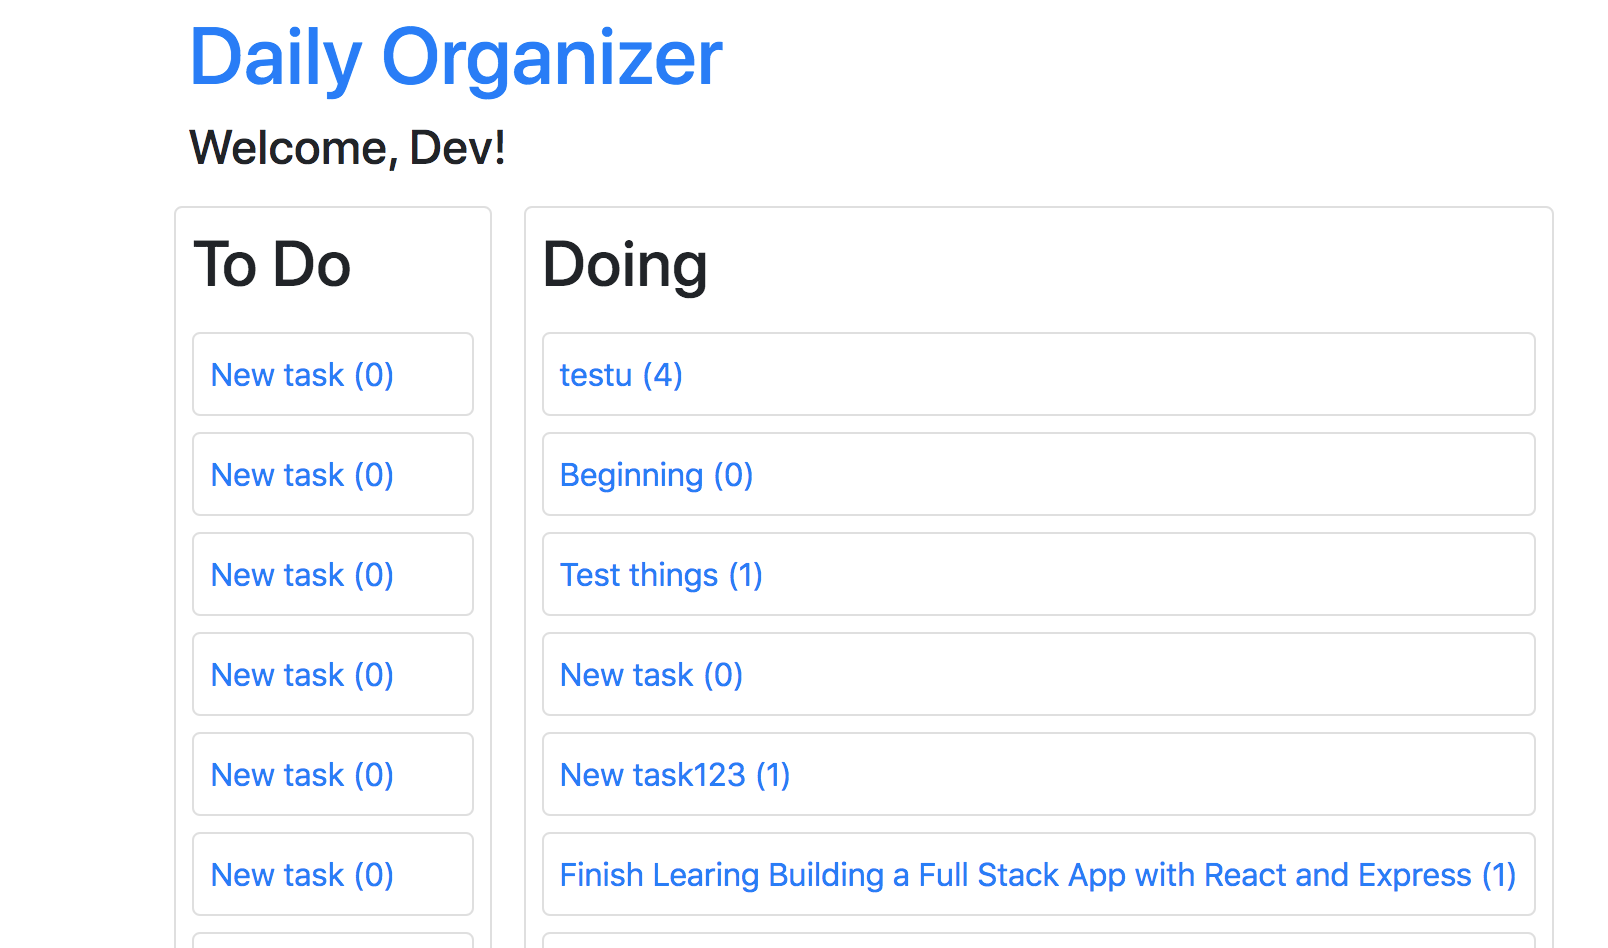 Daily Organizer
Welcome, Dev!
To Do
New task (0)
New task (0)
New task (0)
New task (0)
New task (0)
New task (0)
Doing
testu (4)
Beginning (0)
Test things (1)
New task (0)
New task123 (1)
Finish Learing Building a Full Stack App with React and Express (1)